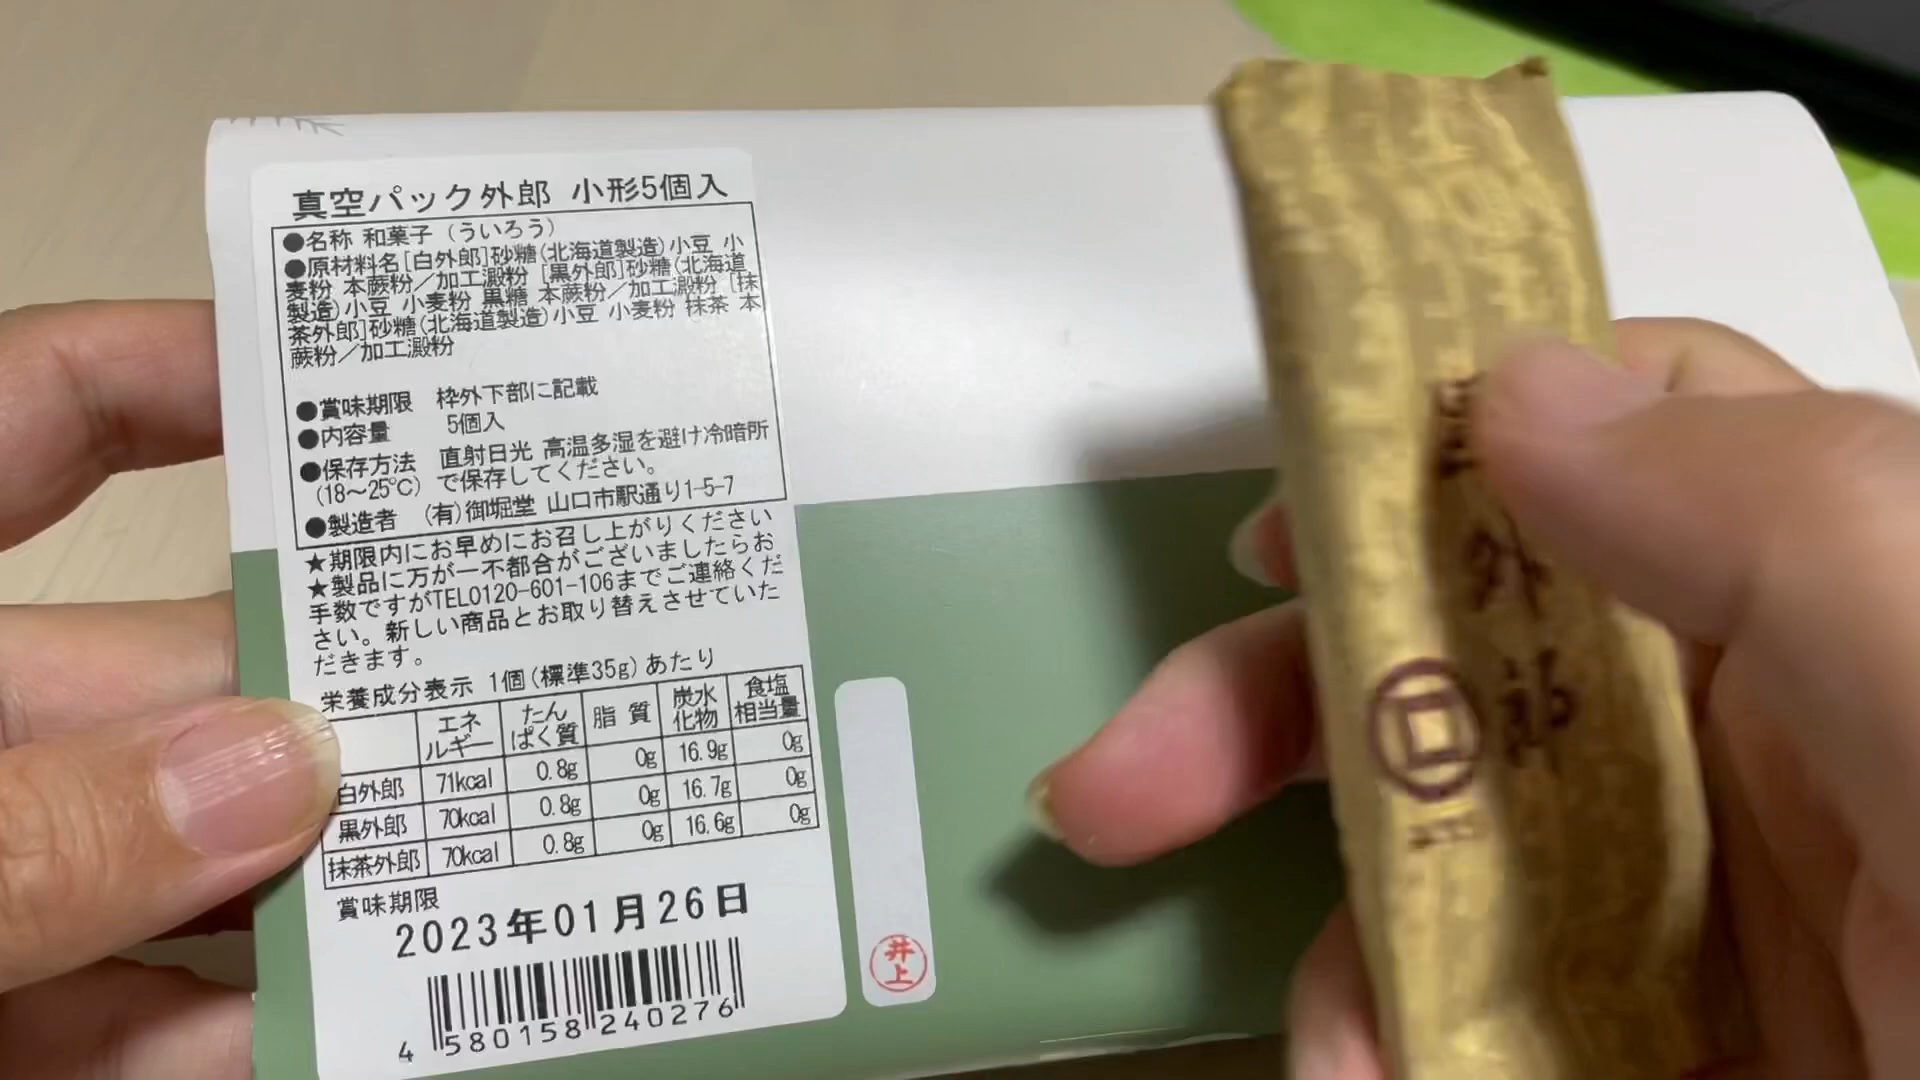 真空パック外郎 小形5個入
●名称 和菓子（ういろう）
●原材料名[白外郎]砂糖(北海道製造)小豆 小
麦粉 本蕨粉／加工澱粉 [黒外郎]砂糖(北海道
製造)小豆 小麦粉 黒糖 本蕨粉／加工澱粉 [抹
茶外郎]砂糖(北海道製造)小豆 小麦粉 抹茶 本
蕨粉／加工澱粉
●賞味期限 枠外下部に記載
●内容量 5個入
●保存方法 直射日光 高温多湿を避け冷暗所
(18～25℃) で保存してください。
●製造者 (有)御堀堂 山口市駅通り1-5-7
★期限内にお早めにお召し上がりください
★製品に万が一不都合がございましたらお
手数ですがTEL0120-601-106までご連絡くだ
さい。新しい商品とお取り替えさせていた
だきます。
栄養成分表示 1個(標準35g)あたり
エネルギー たんぱく質 脂質 炭水化物 食塩相当量
白外郎 71kcal 0.8g 0g 16.9g 0g
黒外郎 70kcal 0.8g 0g 16.7g 0g
抹茶外郎 70kcal 0.8g 0g 16.6g 0g
賞味期限
2023年01月26日
4 580158 240276
井上
外郎